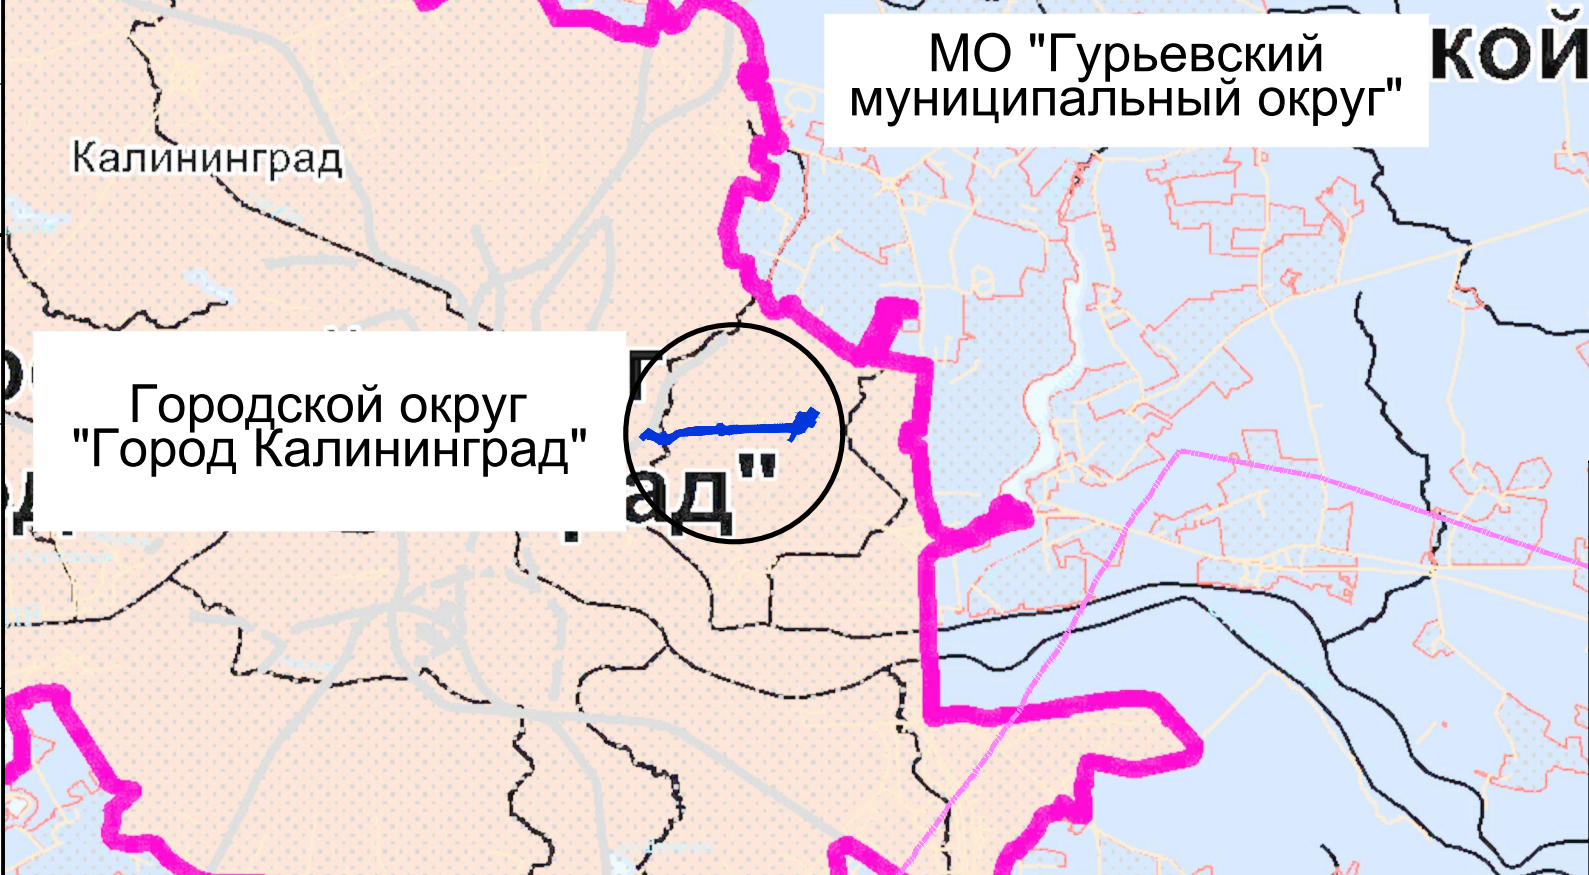 МО "Гурьевский
муниципальный округ"
кой
Калининград
Городской округ
"Город Калининград"
ад"